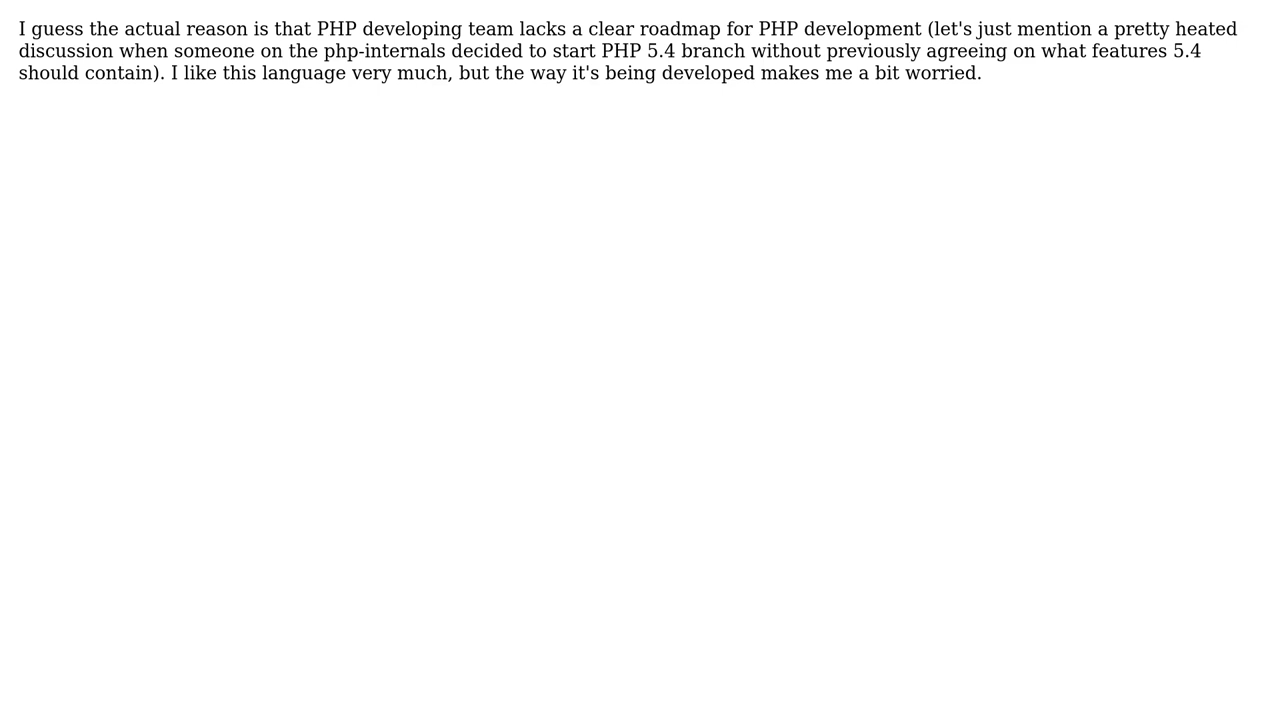 I guess the actual reason is that PHP developing team lacks a clear roadmap for PHP development (let's just mention a pretty heated
discussion when someone on the php-internals decided to start PHP 5.4 branch without previously agreeing on what features 5.4
should contain). I like this language very much, but the way it's being developed makes me a bit worried.